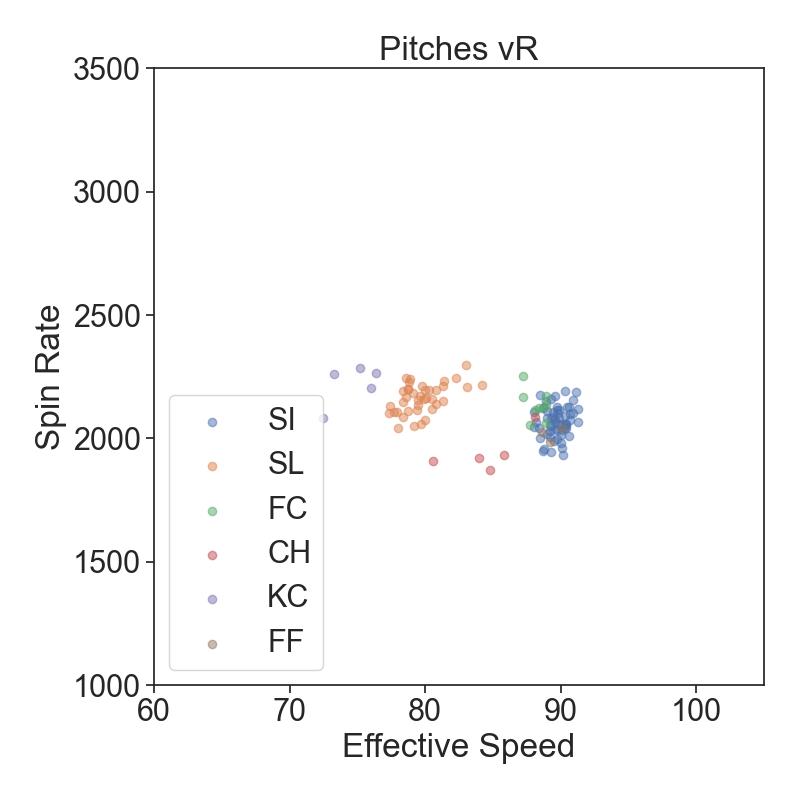 Pitches vR
3500
3000
2500
2000
1500
1000
Spin Rate
SI
SL
FC
CH
KC
FF
60 70 80 90 100
Effective Speed